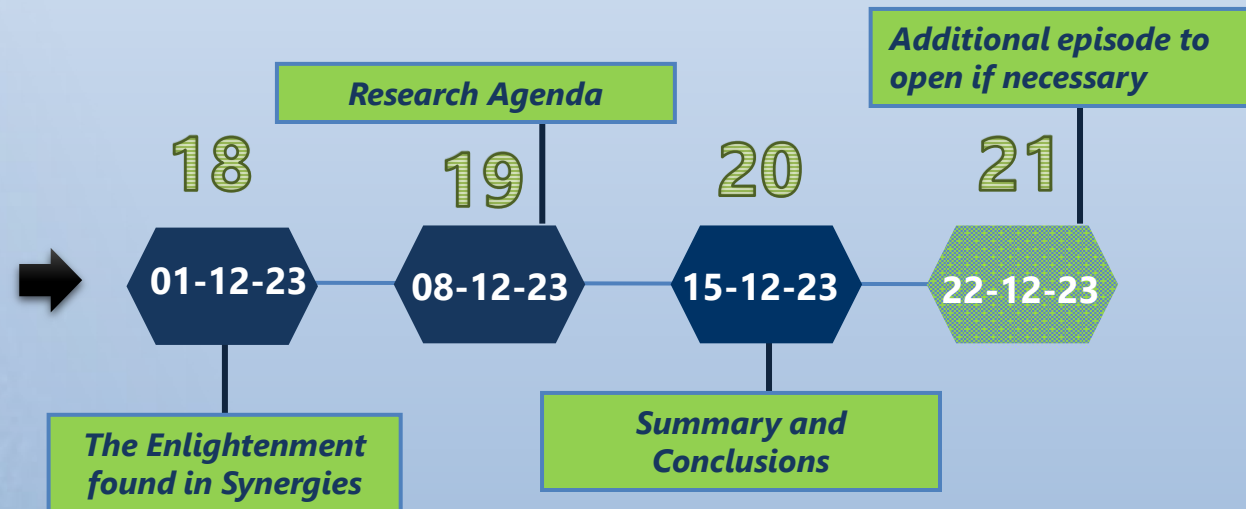 Additional episode to
open if necessary
Research Agenda
18
19
20
21
01-12-23
08-12-23
15-12-23
22-12-23
The Enlightenment
found in Synergies
Summary and
Conclusions